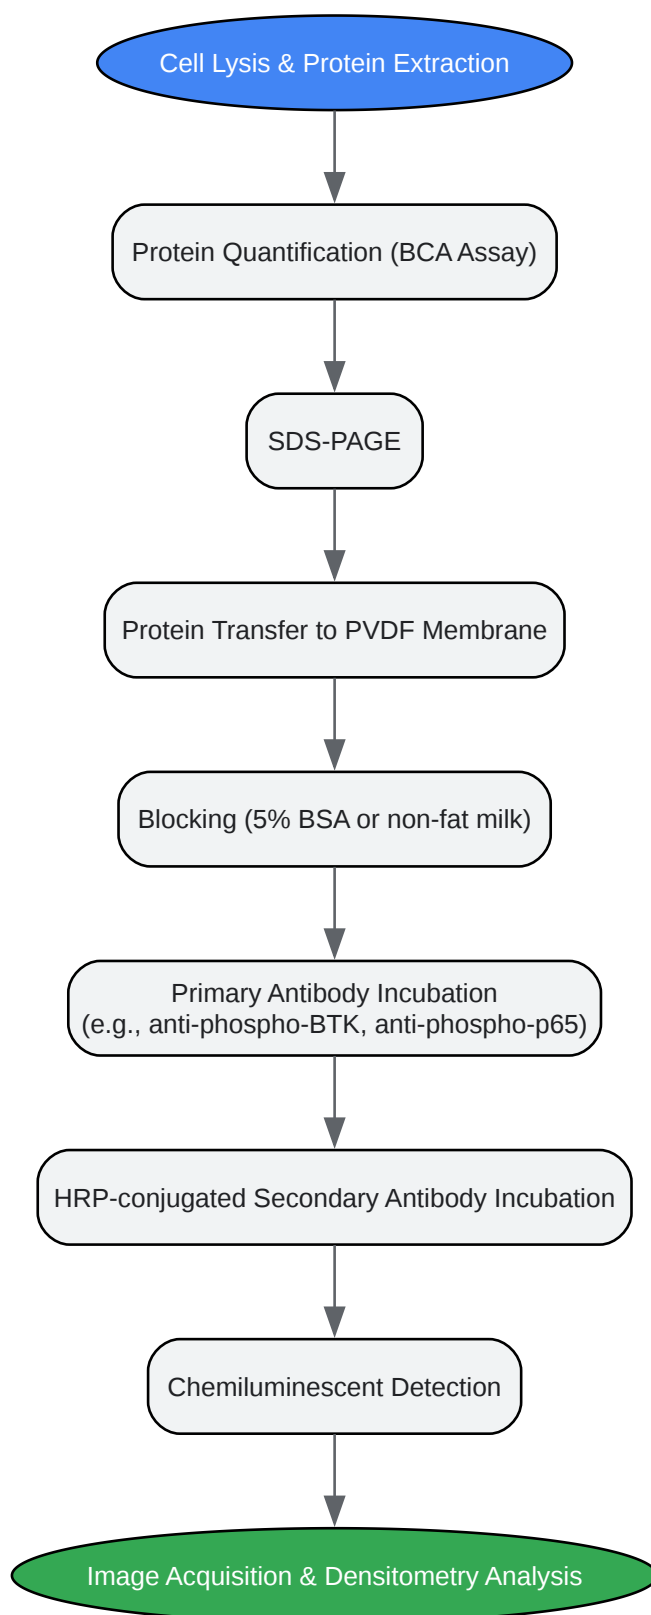 Cell Lysis & Protein Extraction
Protein Quantification (BCA Assay)
SDS-PAGE
Protein Transfer to PVDF Membrane
Blocking (5% BSA or non-fat milk)
Primary Antibody Incubation
(e.g., anti-phospho-BTK, anti-phospho-p65)
HRP-conjugated Secondary Antibody Incubation
Chemiluminescent Detection
Image Acquisition & Densitometry Analysis